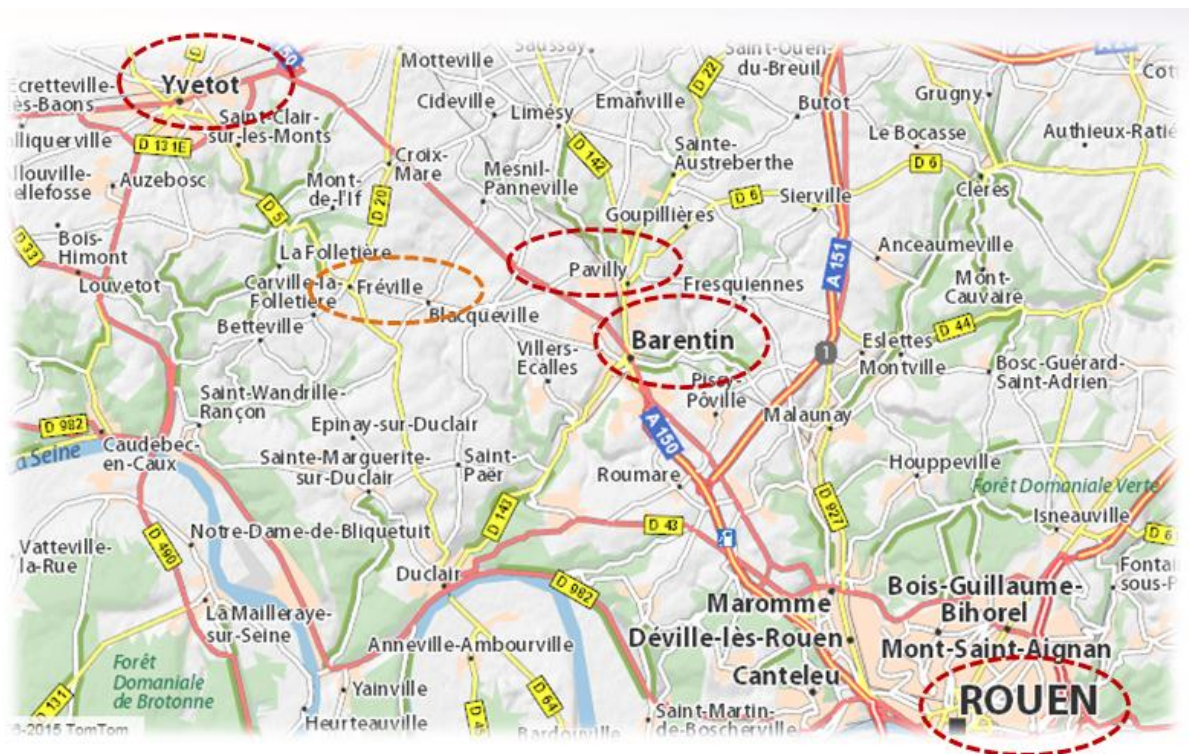 Saussay
Saint-Ouen-
du-Breuil
Motteville
Ecretteville-
ès-Baons
Yvetot
D 22
Cideville
Emanville
Limésy
Butot
Grugny
Saint-Clair-
sur-les-Monts
D 131E
Auzebosc
Croix-
Mare
Mesnil-
Panneville
D 142
Sainte-
Austreberthe
Le Bocasse
Authieux-Ratié
D 6
Clères
Mont-
de-l'If
D 20
D 5
Goupillières
D 6
Sierville
Bois-
Himont
D 33
Louvetot
La Folletière
Carville-la-
Folletière
Fréville
Pavilly
Anceaumeville
A 151
Mont-
Cauvaire
Fresquiennes
Betteville
Blacqueville
Barentin
1
Eslettes
D 44
Montville
Villers-
Ecalles
Bosc-Guérard-
Saint-Adrien
Pissy-
Pôville
Saint-Wandrille-
Rançon
Malaunay
D 982
Caudebec-
en-Caux
a Seine
Epinay-sur-Duclair
A 150
Sainte-Marguerite-
sur-Duclair
Saint-
Paër
Roumare
Houppeville
Forêt Domaniale Verte
D 143
D 927
D 43
Isneauville
D 6
Notre-Dame-de-Bliquetuit
D 490
Vatteville-
la-Rue
Duclair
D 982
Bois-Guillaume-
Bihorel
Maromme
La Mailleraye-
sur-Seine
Anneville-Ambourville
Déville-lès-Rouen
Mont-Saint-Aignan
Canteleu
Forêt
Domaniale
de Brotonne
D 131
Yainville
D 64
ROUEN
Heurteauville
Bardouville
Saint-Martin-
de-Boscherville
-2015 TomTom